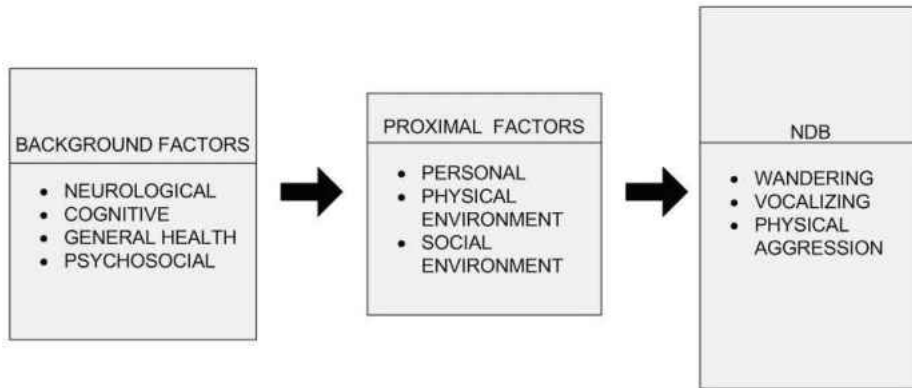 BACKGROUND FACTORS
• NEUROLOGICAL
• COGNITIVE
• GENERAL HEALTH
• PSYCHOSOCIAL
PROXIMAL FACTORS
• PERSONAL
• PHYSICAL
ENVIRONMENT
• SOCIAL
ENVIRONMENT
NDB
• WANDERING
• VOCALIZING
• PHYSICAL
AGGRESSION